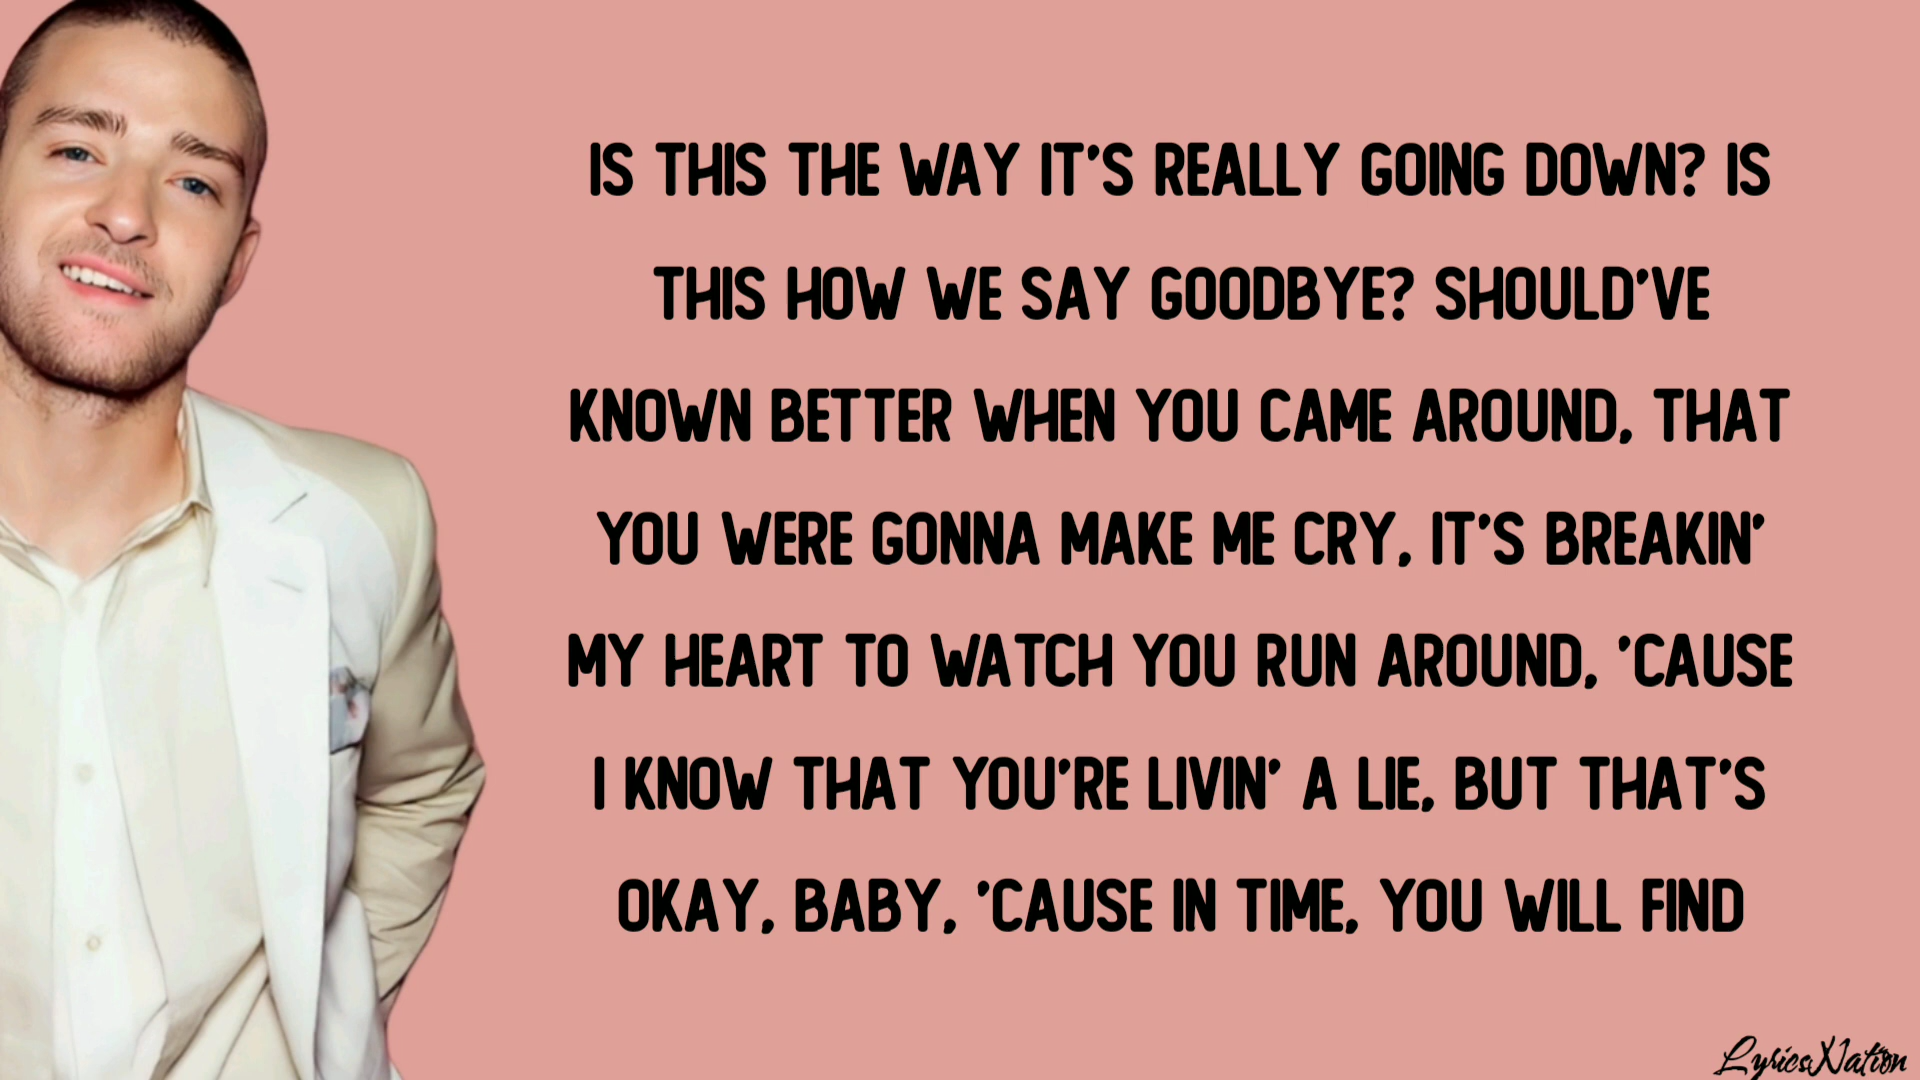 IS THIS THE WAY IT'S REALLY GOING DOWN? IS
THIS HOW WE SAY GOODBYE? SHOULD'VE
KNOWN BETTER WHEN YOU CAME AROUND, THAT
YOU WERE GONNA MAKE ME CRY, IT'S BREAKIN'
MY HEART TO WATCH YOU RUN AROUND, 'CAUSE
I KNOW THAT YOU'RE LIVIN' A LIE, BUT THAT'S
OKAY, BABY, 'CAUSE IN TIME, YOU WILL FIND
LyricsNation